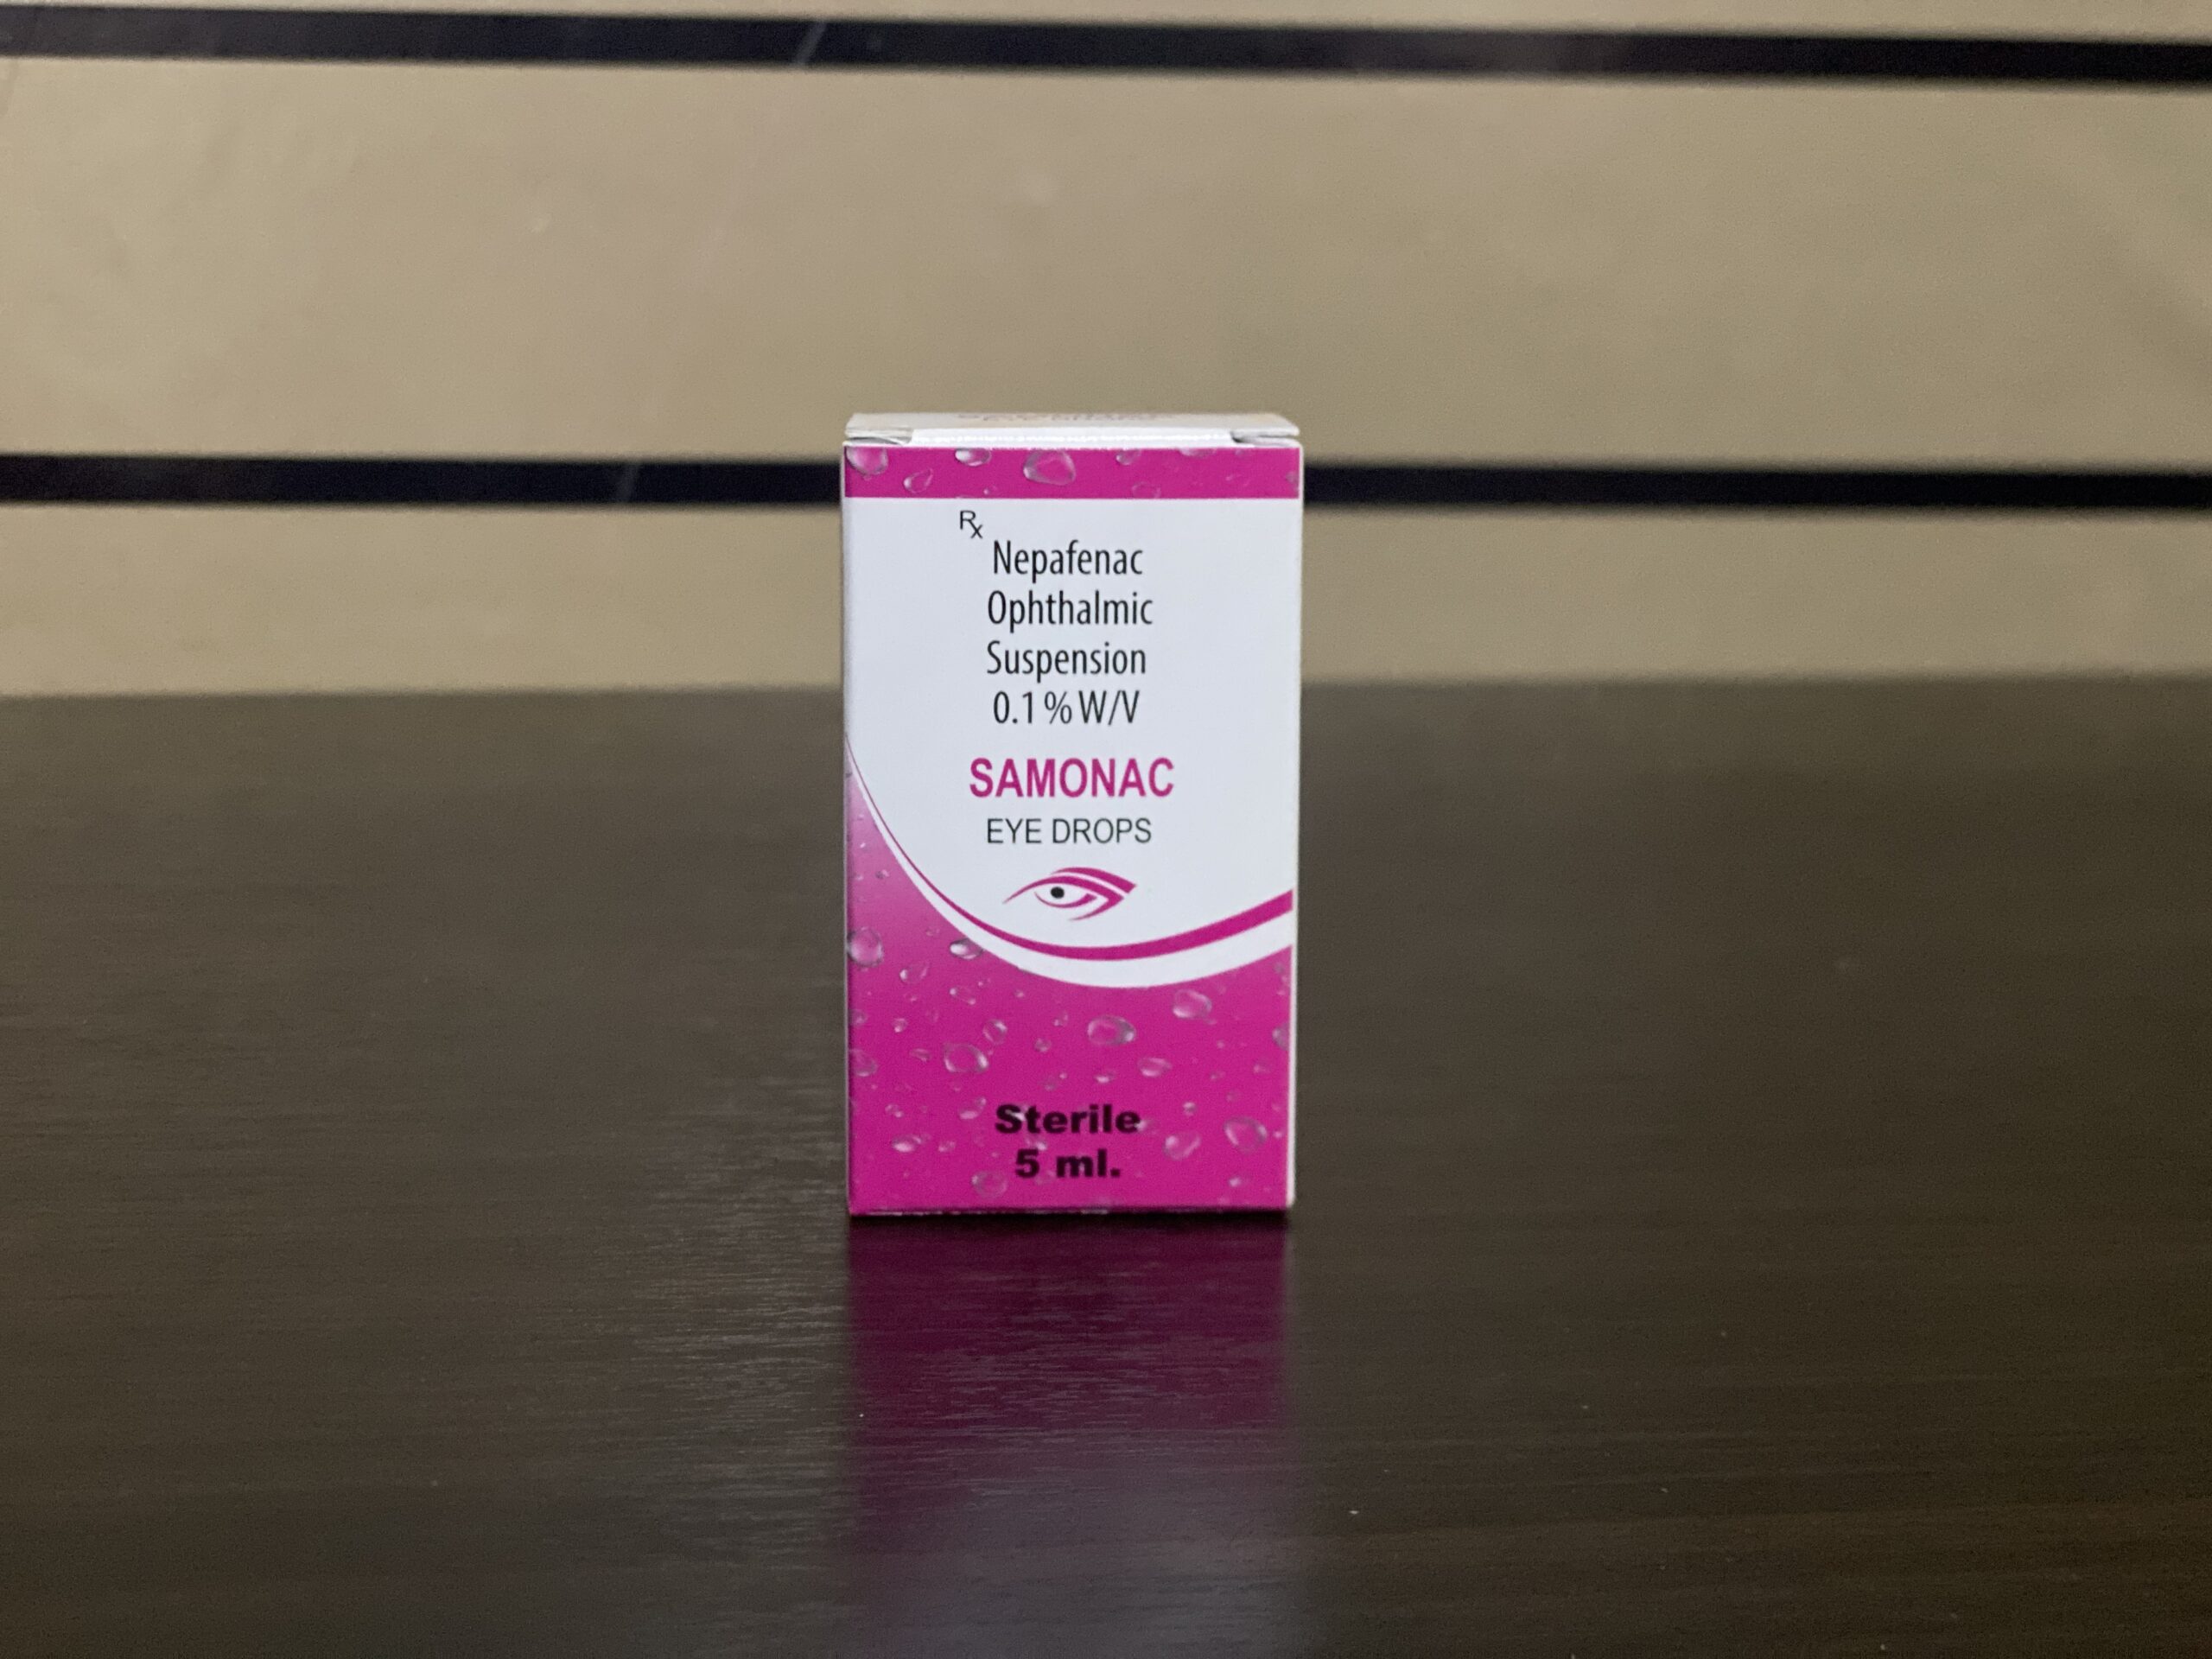 Rx
Nepafenac
Ophthalmic
Suspension
0.1% W/V
SAMONAC
EYE DROPS
Sterile
5 ml.